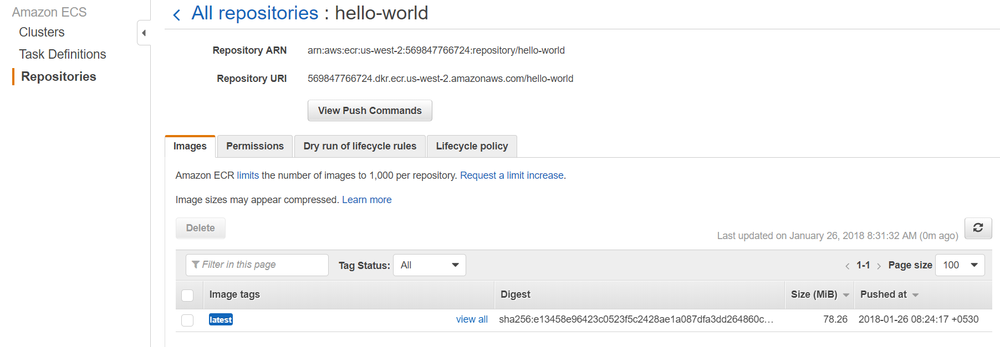 Amazon ECS
Clusters
Task Definitions
Repositories
All repositories : hello-world
Repository ARN arn:aws:ecr:us-west-2:569847766724:repository/hello-world
Repository URI 569847766724.dkr.ecr.us-west-2.amazonaws.com/hello-world
View Push Commands
Images Permissions Dry run of lifecycle rules Lifecycle policy
Amazon ECR limits the number of images to 1,000 per repository. Request a limit increase.
Image sizes may appear compressed. Learn more
Delete
Last updated on January 26, 2018 8:31:32 AM (0m ago)
Filter in this page Tag Status: All 1-1 Page size 100
Image tags Digest Size (MiB) Pushed at
latest view all sha256:e13458e96423c0523f5c2428ae1a087dfa3dd264860c… 78.26 2018-01-26 08:24:17 +0530